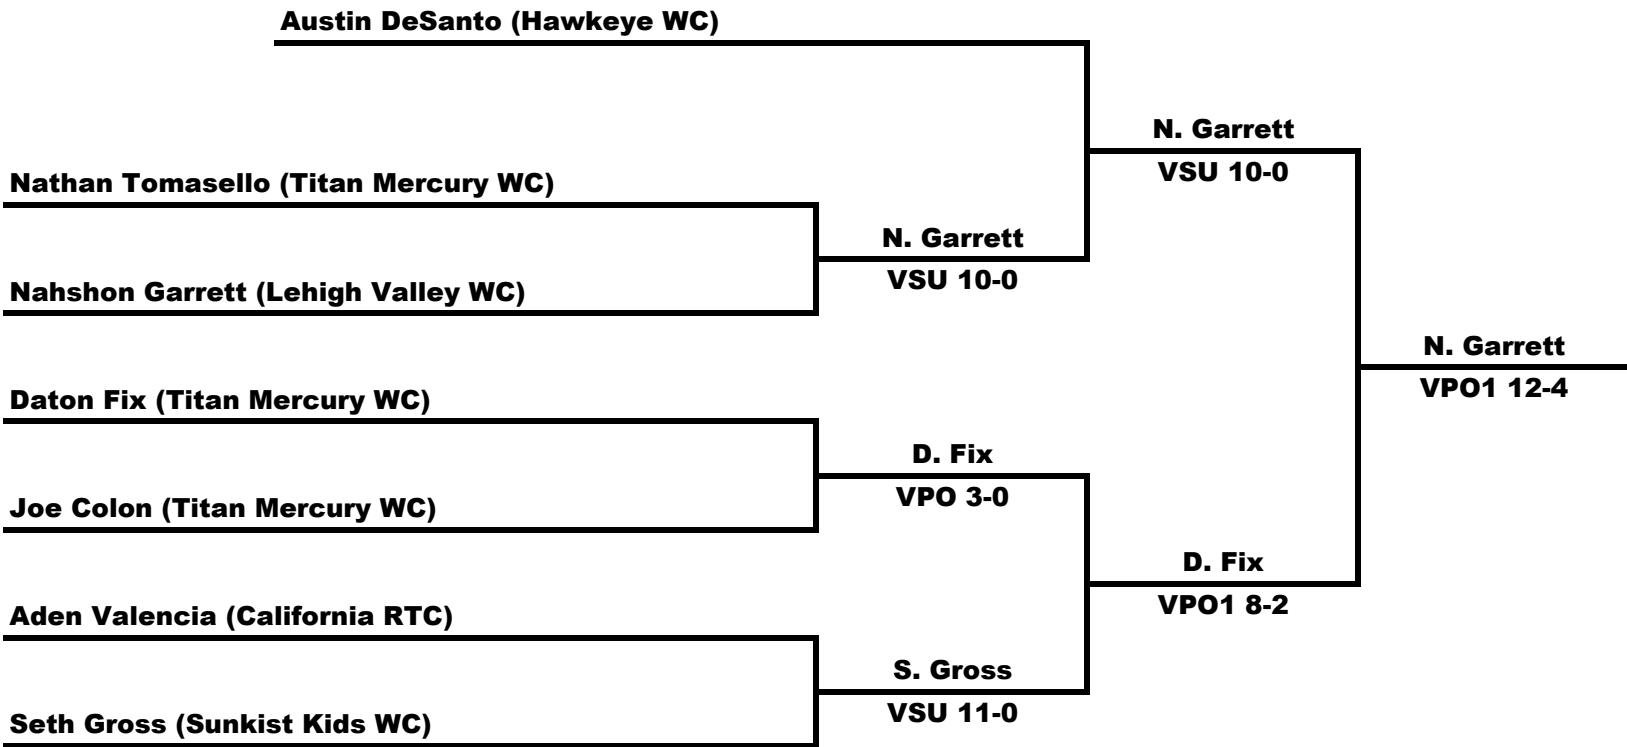 Austin DeSanto (Hawkeye WC)
N. Garrett
VSU 10-0
Nathan Tomasello (Titan Mercury WC)
N. Garrett
VSU 10-0
Nahshon Garrett (Lehigh Valley WC)
N. Garrett
VPO1 12-4
Daton Fix (Titan Mercury WC)
D. Fix
VPO 3-0
Joe Colon (Titan Mercury WC)
D. Fix
VPO1 8-2
Aden Valencia (California RTC)
S. Gross
VSU 11-0
Seth Gross (Sunkist Kids WC)